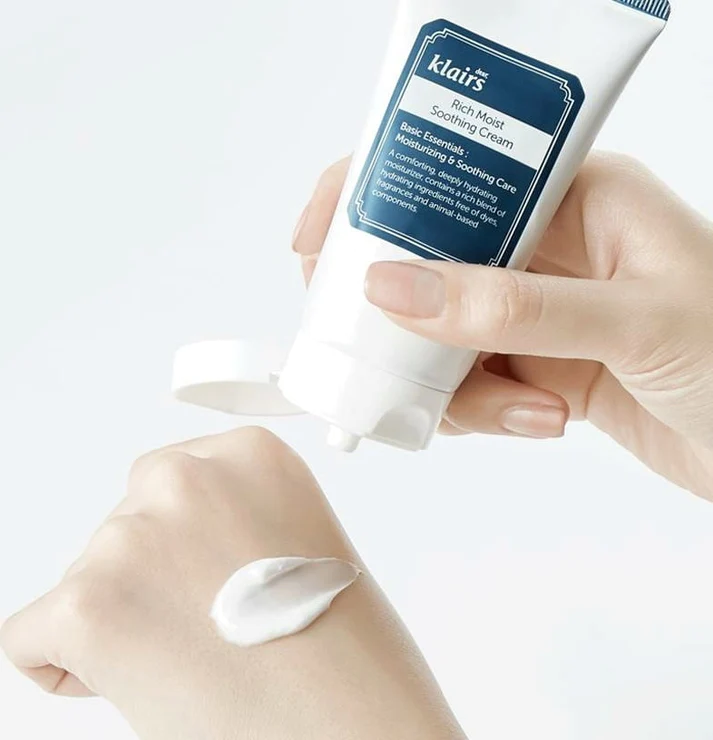 dear,
klairs
Rich Moist
Soothing Cream
Basic Essentials :
Moisturizing & Soothing Care
A comforting, deeply hydrating
moisturizer, contains a rich blend of
hydrating ingredients free of dyes,
fragrances and animal-based
components.